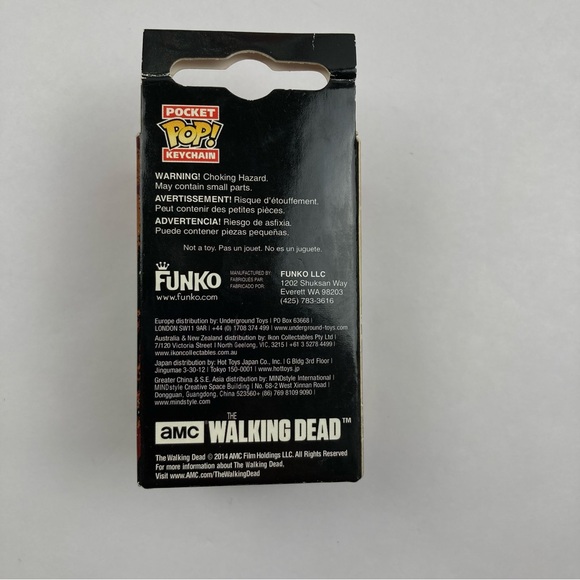 POCKET
POP!
KEYCHAIN
WARNING! Choking Hazard.
May contain small parts.
AVERTISSEMENT! Risque d'étouffement.
Peut contenir des petites pièces.
ADVERTENCIA! Riesgo de asfixia.
Puede contener piezas pequeñas.
Not a toy. Pas un jouet. No es un juguete.
FUNKO
www.funko.com
MANUFACTURED BY:
FABRIQUÉ PAR:
FABRICADO POR:
FUNKO LLC
1202 Shuksan Way
Everett WA 98203
(425) 783-3616
Europe distribution by: Underground Toys I PO Box 63668 I
LONDON SW11 9AR I +44 (0) 1708 374 499 I www.underground-toys.com
Australia & New Zealand distribution by: Ikon Collectables Pty Ltd I
7/120 Victoria Street I North Geelong, VIC, 3215 I +61 3 5278 4499 I
www.ikoncollectables.com.au
Japan distribution by: Hot Toys Japan Co., Inc. I G Bldg 3rd Floor I
Jingumae 3-30-12 I Tokyo 150-0001 I www.hottoys.jp
Greater China & S.E. Asia distribution by: MINDstyle International I
MINDstyle Creative Space Building I No. 68-2 West Xinnan Road I
Dongguan, Guangdong, China 523560+ (86) 769 8109 9090 I
www.mindstyle.com
amc THE WALKING DEAD™
The Walking Dead © 2014 AMC Film Holdings LLC. All Rights Reserved
For more information about The Walking Dead,
Visit www.AMC.com/TheWalkingDead